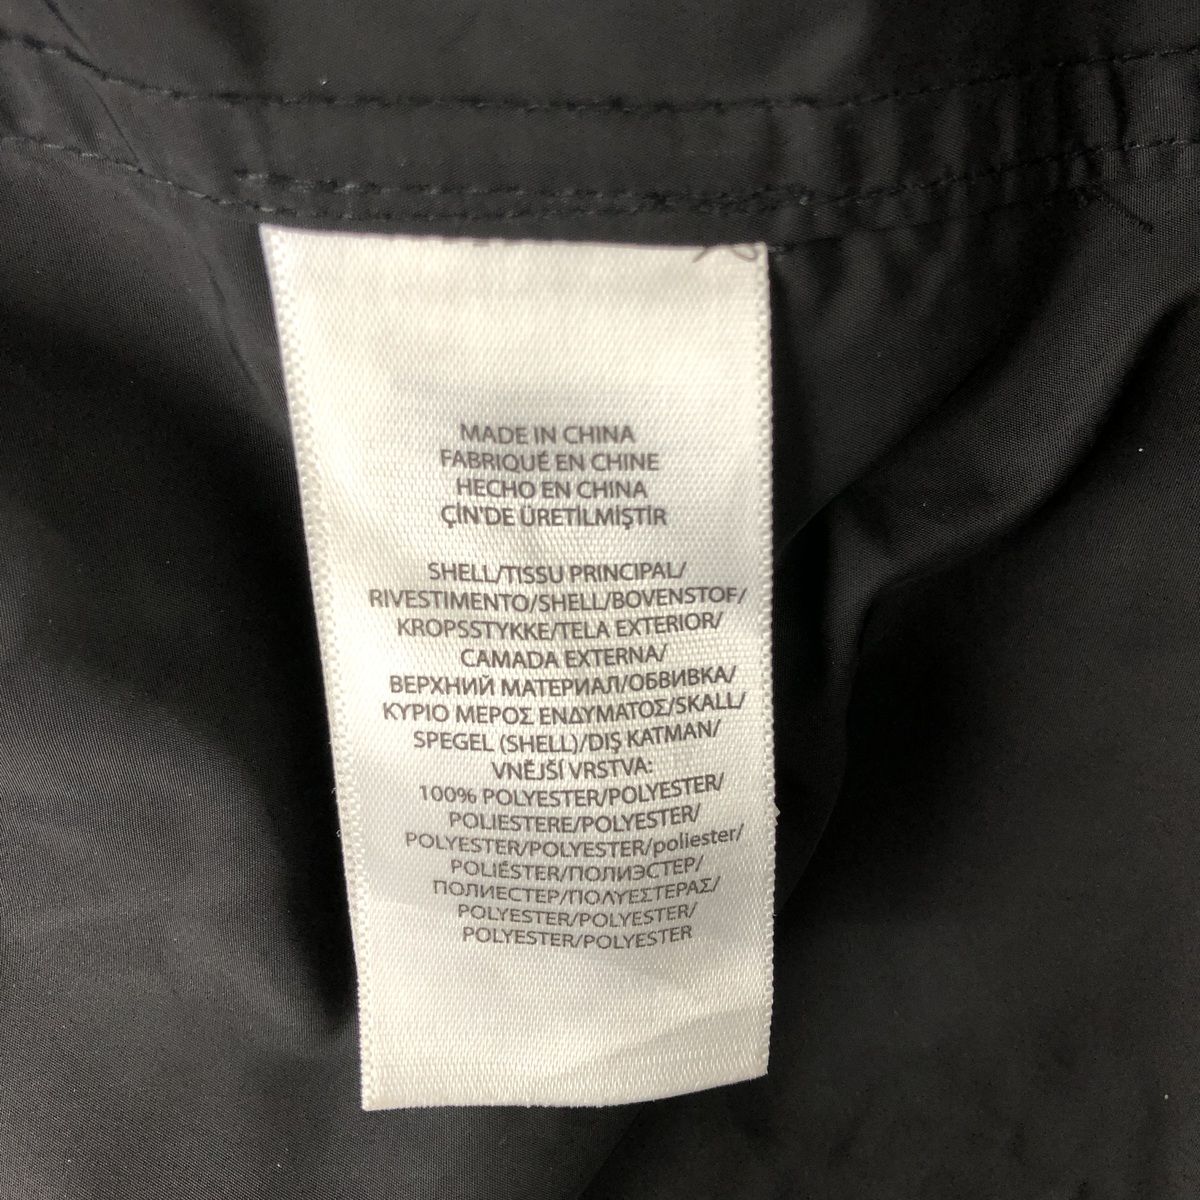 MADE IN CHINA
FABRIQUÉ EN CHINE
HECHO EN CHINA
ÇİN'DE ÜRETİLMİŞTİR
SHELL/TISSU PRINCIPAL/
RIVESTIMENTO/SHELL/BOVENSTOF/
KROPSSTYKKE/TELA EXTERIOR/
CAMADA EXTERNA/
ВЕРХНИЙ МАТЕРИАЛ/ОБВИВКА/
ΚΥΡΙΟ ΜΕΡΟΣ ΕΝΔΥΜΑΤΟΣ/SKALL/
SPEGEL (SHELL)/DIŞ KATMAN/
VNĚJŠÍ VRSTVA:
100% POLYESTER/POLYESTER/
POLIESTERE/POLYESTER/
POLYESTER/POLYESTER/poliester/
POLIÉSTER/ПОЛИЭСТЕР/
ПОЛИЕСТЕР/ΠΟΛΥΕΣΤΕΡΑΣ/
POLYESTER/POLYESTER/
POLYESTER/POLYESTER